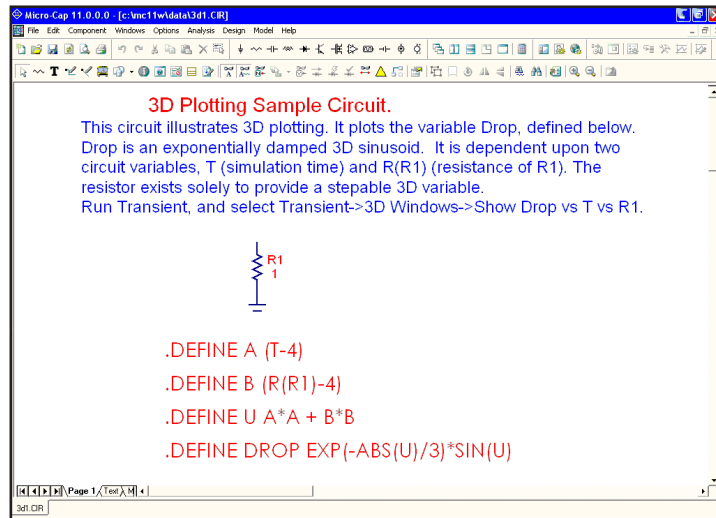 Micro-Cap 11.0.0.0 - [c:\mc11w\data\3d1.CIR]
File Edit Component Windows Options Analysis Design Model Help
3D Plotting Sample Circuit.
This circuit illustrates 3D plotting. It plots the variable Drop, defined below.
Drop is an exponentially damped 3D sinusoid. It is dependent upon two
circuit variables, T (simulation time) and R(R1) (resistance of R1). The
resistor exists solely to provide a stepable 3D variable.
Run Transient, and select Transient->3D Windows->Show Drop vs T vs R1.
R1
1
.DEFINE A (T-4)
.DEFINE B (R(R1)-4)
.DEFINE U A*A + B*B
.DEFINE DROP EXP(-ABS(U)/3)*SIN(U)
Page 1 Text M
3d1.CIR